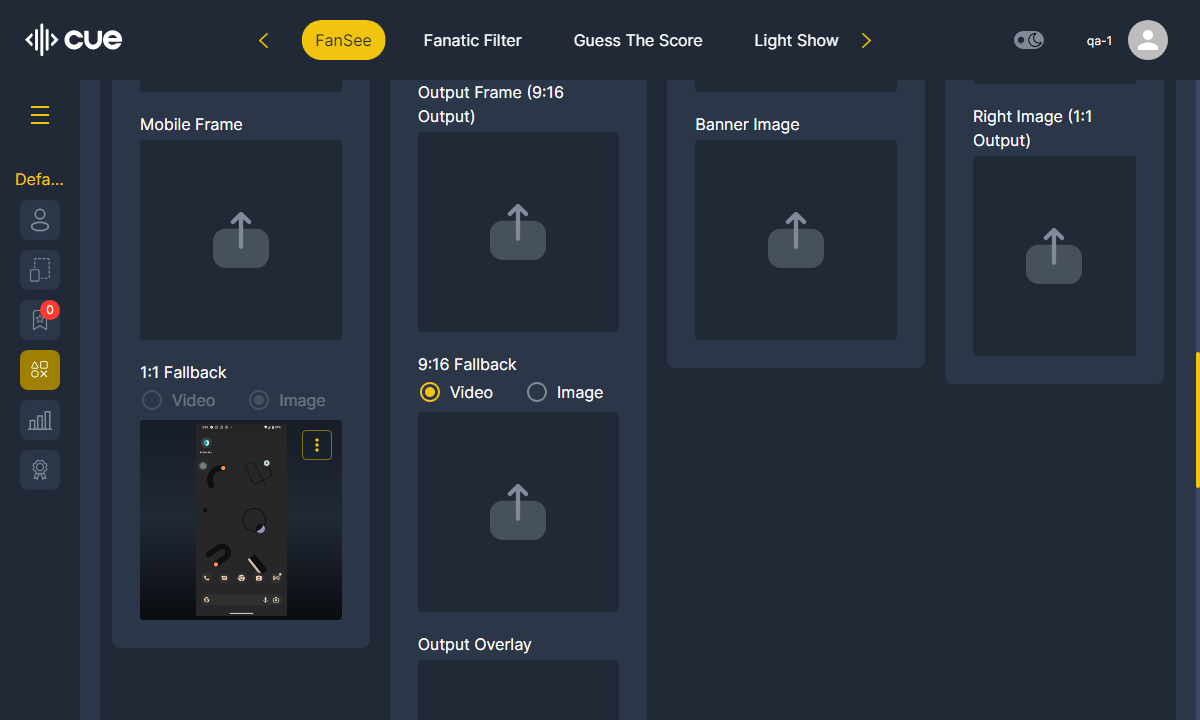 cue
FanSee
Fanatic Filter
Guess The Score
Light Show
qa-1
Defa...
0
Mobile Frame
1:1 Fallback
Video
Image
Output Frame (9:16
Output)
9:16 Fallback
Video
Image
Output Overlay
Banner Image
Right Image (1:1
Output)